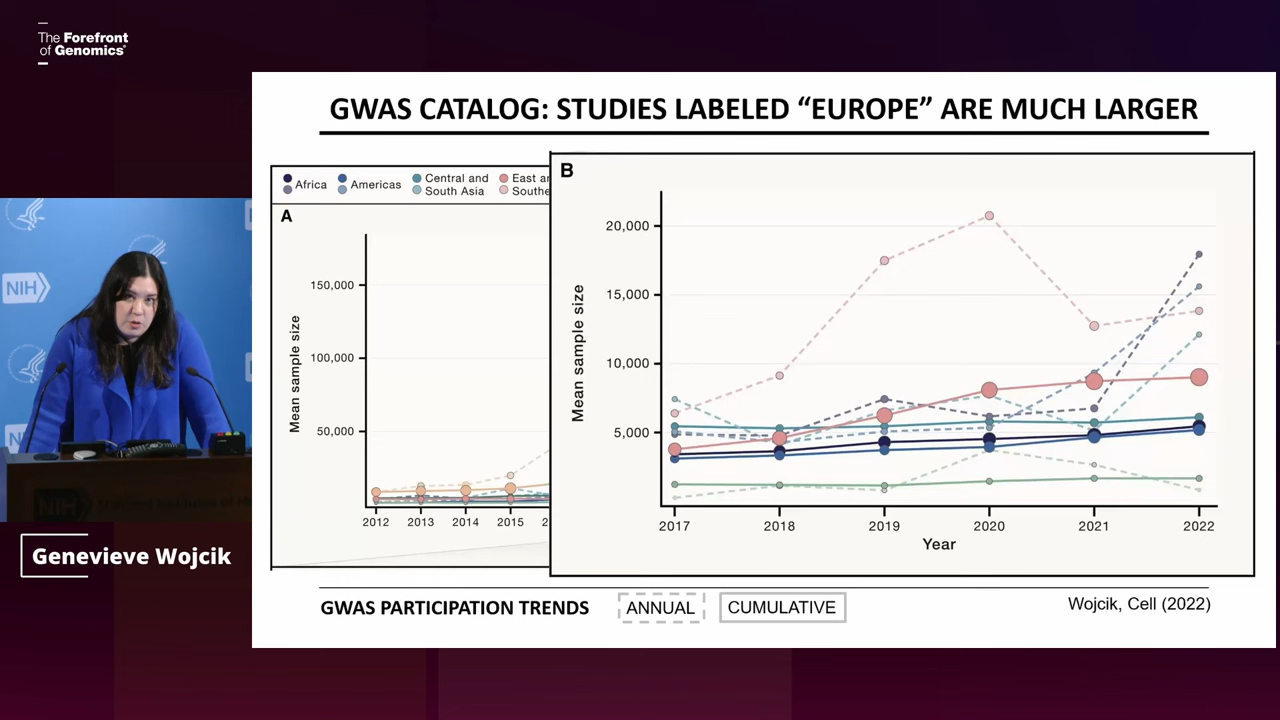 The Forefront
of Genomics
GWAS CATALOG: STUDIES LABELED “EUROPE” ARE MUCH LARGER
Africa
Americas
Central and
South Asia
A
Mean sample size
150,000
100,000
50,000
2012 2013 2014 2015
B
Mean sample size
20,000
15,000
10,000
5,000
2017 2018 2019 2020 2021 2022
Year
GWAS PARTICIPATION TRENDS
ANNUAL
CUMULATIVE
Wojcik, Cell (2022)
NIH
Genevieve Wojcik